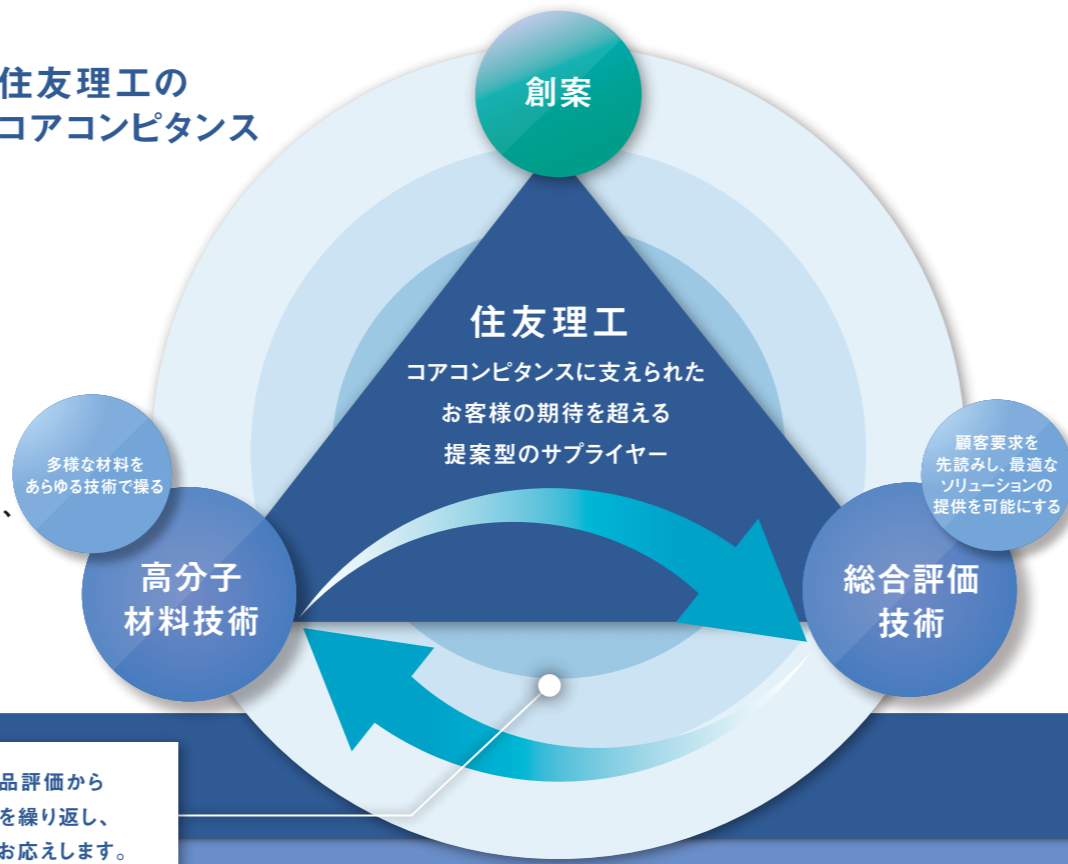 住友理工の
コアコンピタンス
創案
住友理工
コアコンピタンスに支えられた
お客様の期待を超える
提案型のサプライヤー
多様な材料を
あらゆる技術で操る
、
高分子
材料技術
顧客要求を
先読みし、最適な
ソリューションの
提供を可能にする
総合評価
技術
品評価から
を繰り返し、
お応えします。